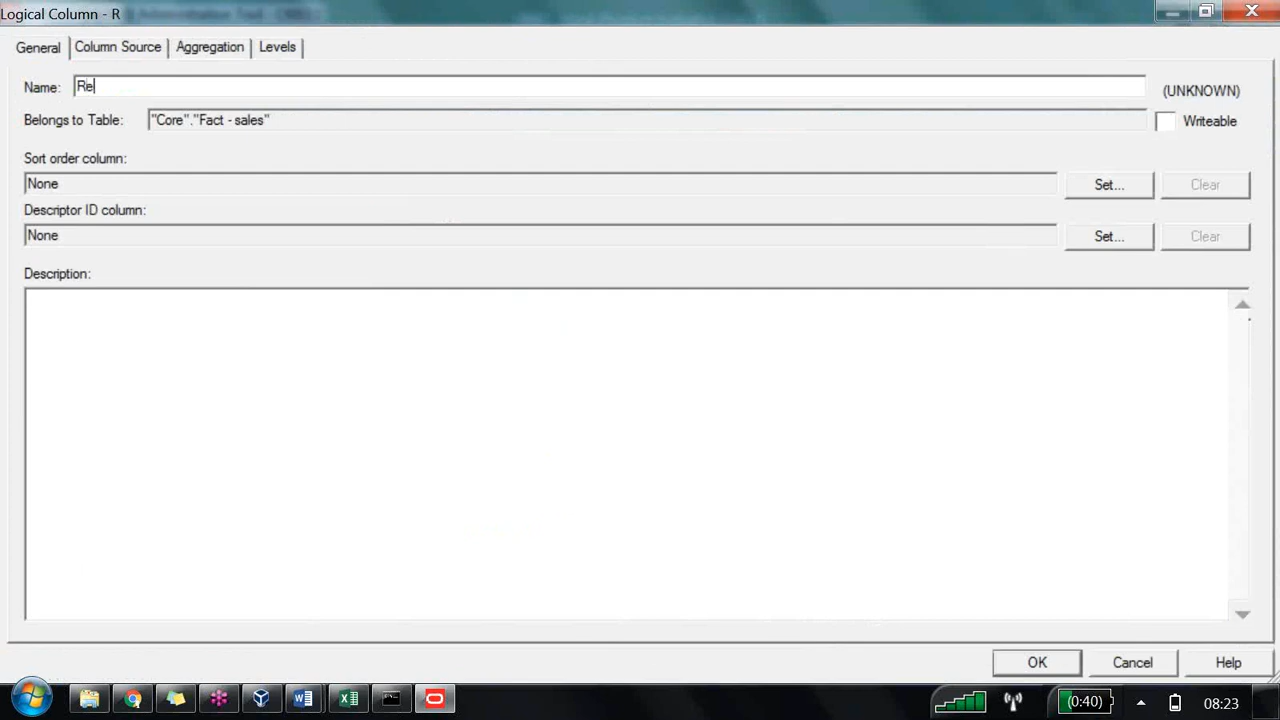 Logical Column - R
General
Column Source
Aggregation
Levels
Name:
Re
(UNKNOWN)
Belongs to Table:
"Core"."Fact - sales"
Writeable
Sort order column:
None
Set...
Clear
Descriptor ID column:
None
Set...
Clear
Description:
OK
Cancel
Help
(0:40)
08:23